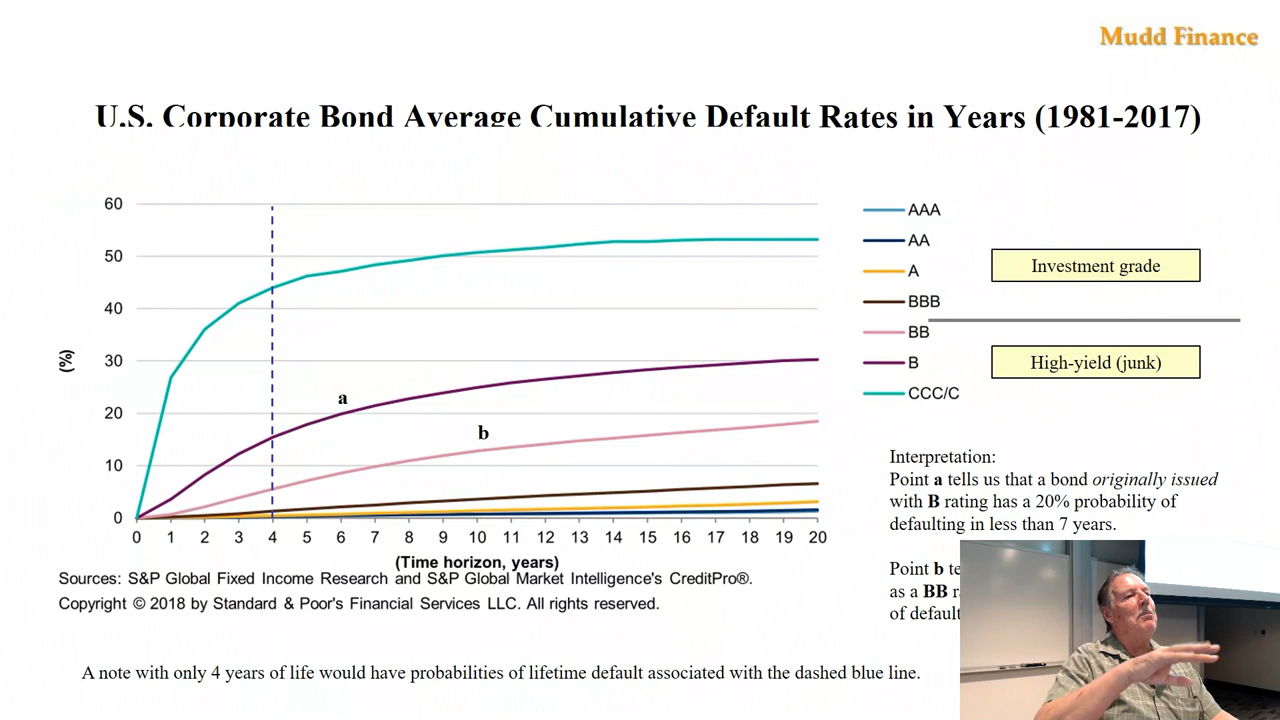 Mudd Finance
U.S. Corporate Bond Average Cumulative Default Rates in Years (1981-2017)
60
50
40
30
20
10
0
(%)
a
b
0 1 2 3 4 5 6 7 8 9 10 11 12 13 14 15 16 17 18 19 20
(Time horizon, years)
AAA
AA
A
BBB
BB
B
CCC/C
Investment grade
High-yield (junk)
Sources: S&P Global Fixed Income Research and S&P Global Market Intelligence's CreditPro®.
Copyright © 2018 by Standard & Poor's Financial Services LLC. All rights reserved.
Interpretation:
Point a tells us that a bond originally issued
with B rating has a 20% probability of
defaulting in less than 7 years.
Point b
as a BB
of
A note with only 4 years of life would have probabilities of lifetime default associated with the dashed blue line.